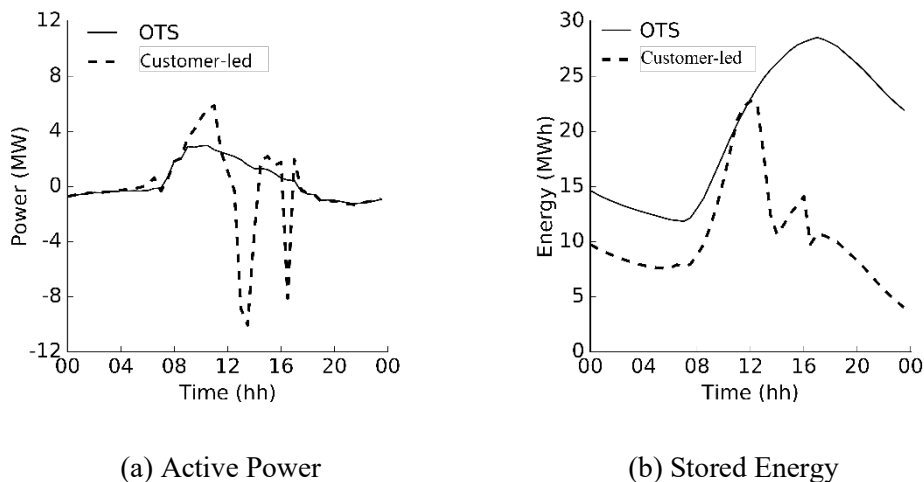 12
8
4
0
-4
-8
-12
Power (MW)
OTS
Customer-led
00 04 08 12 16 20 00
Time (hh)
(a) Active Power
30
25
20
15
10
5
0
Energy (MWh)
OTS
Customer-led
00 04 08 12 16 20 00
Time (hh)
(b) Stored Energy